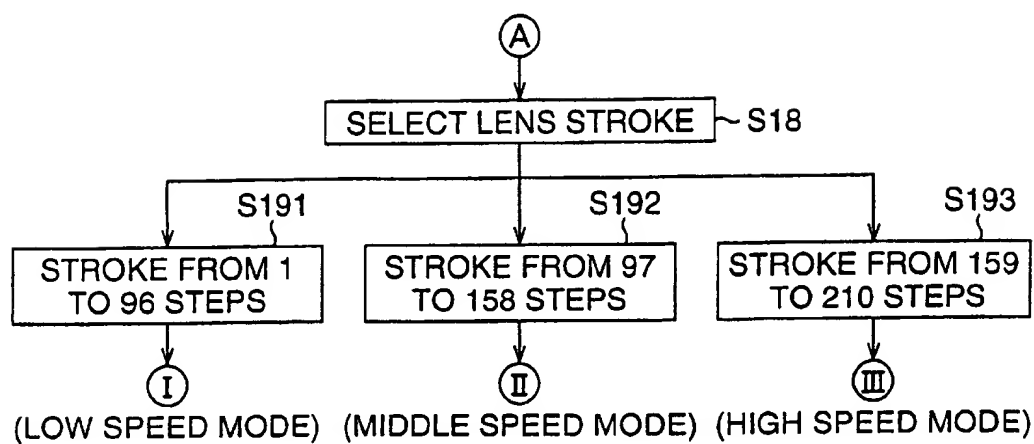 A
SELECT LENS STROKE
S18
S191
S192
S193
STROKE FROM 1
TO 96 STEPS
STROKE FROM 97
TO 158 STEPS
STROKE FROM 159
TO 210 STEPS
I
II
III
(LOW SPEED MODE)
(MIDDLE SPEED MODE)
(HIGH SPEED MODE)